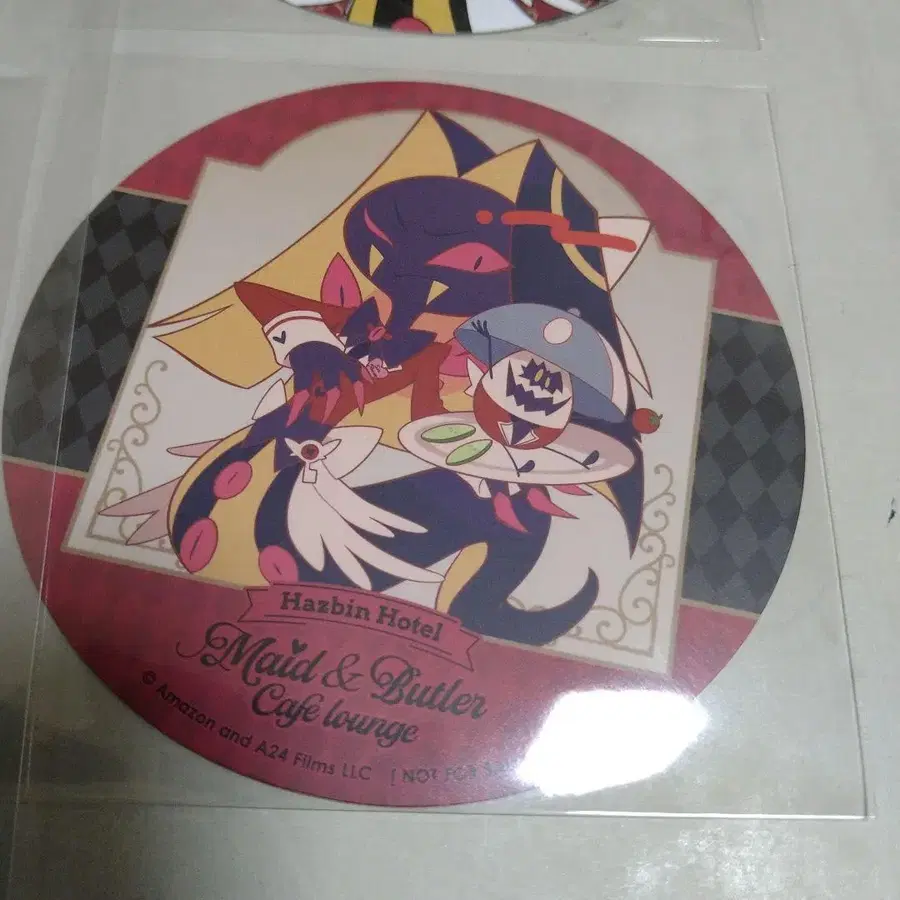 Hazbin Hotel
Maid & Butler
Café lounge
© Amazon and A24 Films LLC [ NOT FOR